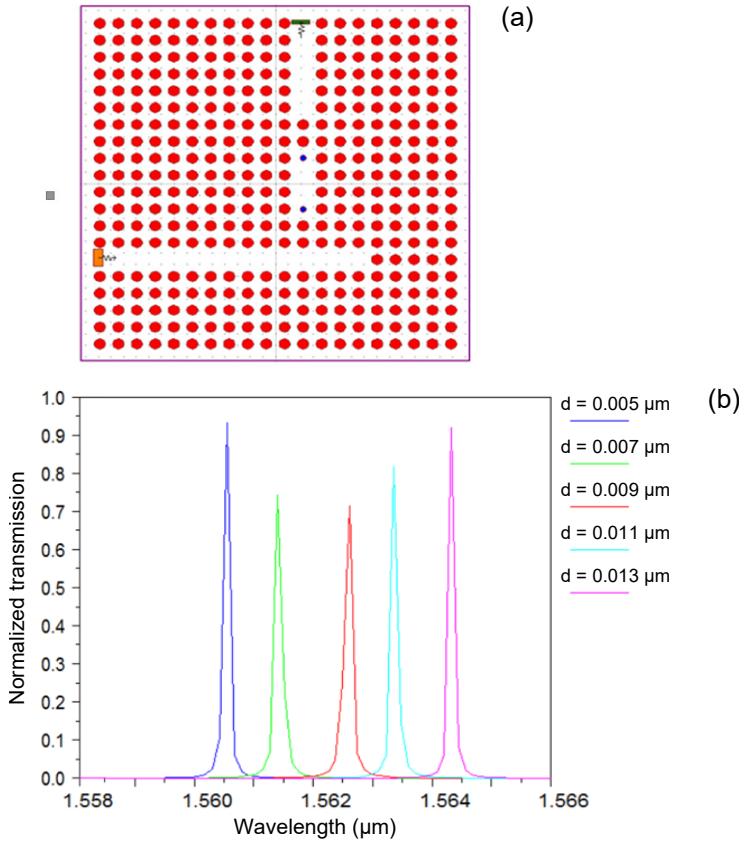 (a)
(b)
1.0
0.9
0.8
0.7
0.6
0.5
0.4
0.3
0.2
0.1
0.0
Normalized transmission
1.558
1.560
1.562
1.564
1.566
Wavelength (µm)
d = 0.005 µm
d = 0.007 µm
d = 0.009 µm
d = 0.011 µm
d = 0.013 µm